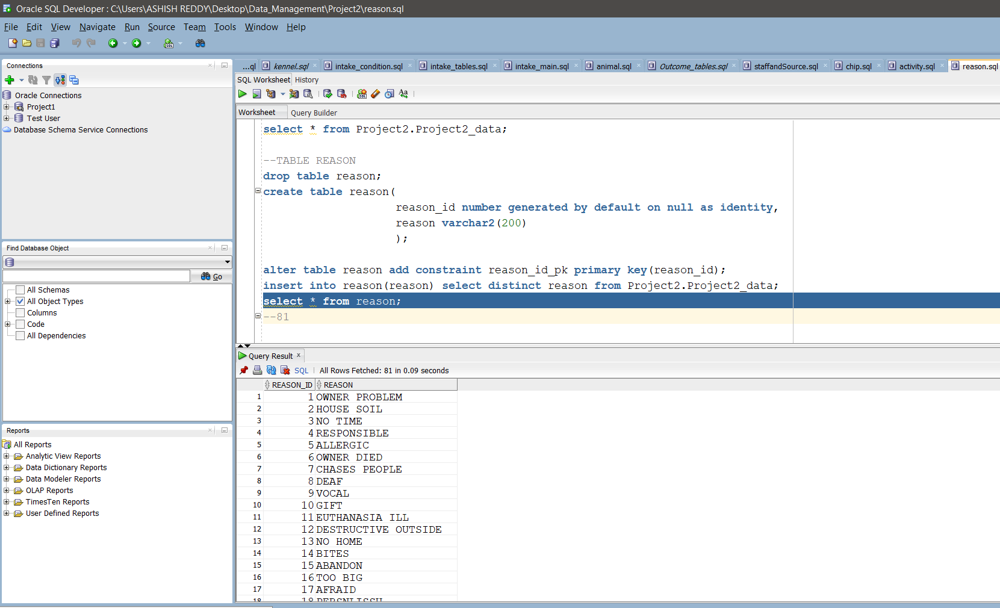 Oracle SQL Developer : C:\Users\ASHISH REDDY\Desktop\Data_Management\Project2\reason.sql
File Edit View Navigate Run Source Team Tools Window Help
Connections
Oracle Connections
Project1
Test User
Database Schema Service Connections
Find Database Object
Go
All Schemas
All Object Types
Columns
Code
All Dependencies
Reports
All Reports
Analytic View Reports
Data Dictionary Reports
Data Modeler Reports
OLAP Reports
TimesTen Reports
User Defined Reports
...ql kennel.sql intake_condition.sql intake_tables.sql intake_main.sql animal.sql Outcome_tables.sql staffandSource.sql chip.sql activity.sql reason.sql
SQL Worksheet History
Worksheet Query Builder
select * from Project2.Project2_data;
--TABLE REASON
drop table reason;
create table reason(
reason_id number generated by default on null as identity,
reason varchar2(200)
);
alter table reason add constraint reason_id_pk primary key(reason_id);
insert into reason(reason) select distinct reason from Project2.Project2_data;
select * from reason;
--81
Query Result
SQL All Rows Fetched: 81 in 0.09 seconds
REASON_ID REASON
1 1 OWNER PROBLEM
2 2 HOUSE SOIL
3 3 NO TIME
4 4 RESPONSIBLE
5 5 ALLERGIC
6 6 OWNER DIED
7 7 CHASES PEOPLE
8 8 DEAF
9 9 VOCAL
10 10 GIFT
11 11 EUTHANASIA ILL
12 12 DESTRUCTIVE OUTSIDE
13 13 NO HOME
14 14 BITES
15 15 ABANDON
16 16 TOO BIG
17 17 AFRAID
18 18 PERSNLISSU